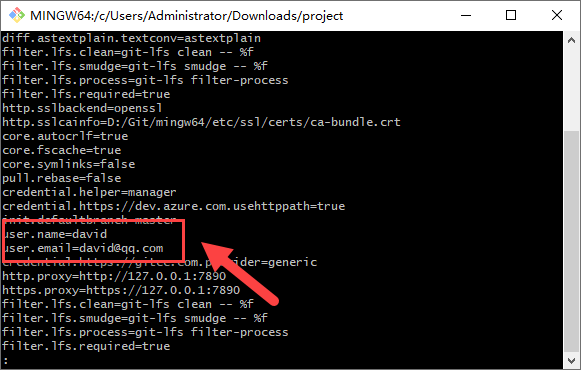 MINGW64:/c/Users/Administrator/Downloads/project
diff.astextplain.textconv=astextplain
filter.lfs.clean=git-lfs clean -- %f
filter.lfs.smudge=git-lfs smudge -- %f
filter.lfs.process=git-lfs filter-process
filter.lfs.required=true
http.sslbackend=openssl
http.sslcainfo=D:/Git/mingw64/etc/ssl/certs/ca-bundle.crt
core.autocrlf=true
core.fscache=true
core.symlinks=false
pull.rebase=false
credential.helper=manager
credential.https://dev.azure.com.usehttppath=true
init.defaultbranch=master
user.name=david
user.email=david@qq.com
credential.https://gitee.com.provider=generic
http.proxy=http://127.0.0.1:7890
https.proxy=https://127.0.0.1:7890
filter.lfs.clean=git-lfs clean -- %f
filter.lfs.smudge=git-lfs smudge -- %f
filter.lfs.process=git-lfs filter-process
filter.lfs.required=true
: